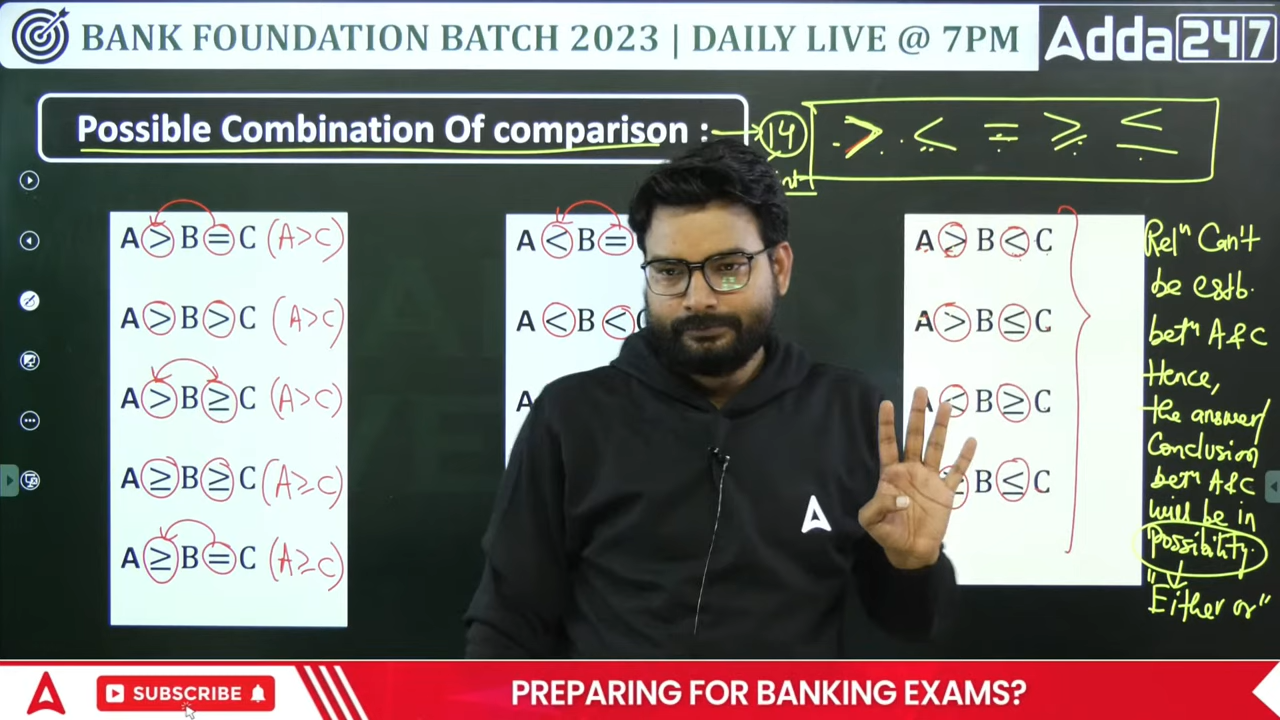 BANK FOUNDATION BATCH 2023 | DAILY LIVE @ 7PM
Adda247
Possible Combination Of comparison :
→ 14
> < = ≥ ≤
A > B = C (A>C)
A > B > C (A>C)
A > B ≥ C (A>C)
A ≥ B ≥ C (A≥C)
A ≥ B = C (A≥C)
A < B =
A < B <
A
A > B < C
A > B ≤ C
B ≥ C
B ≤ C
Relⁿ Can't
be estb.
betⁿ A & C
Hence,
the answer/
Conclusion
betⁿ A & C
will be in
possibility.
"Either or"
SUBSCRIBE
PREPARING FOR BANKING EXAMS?